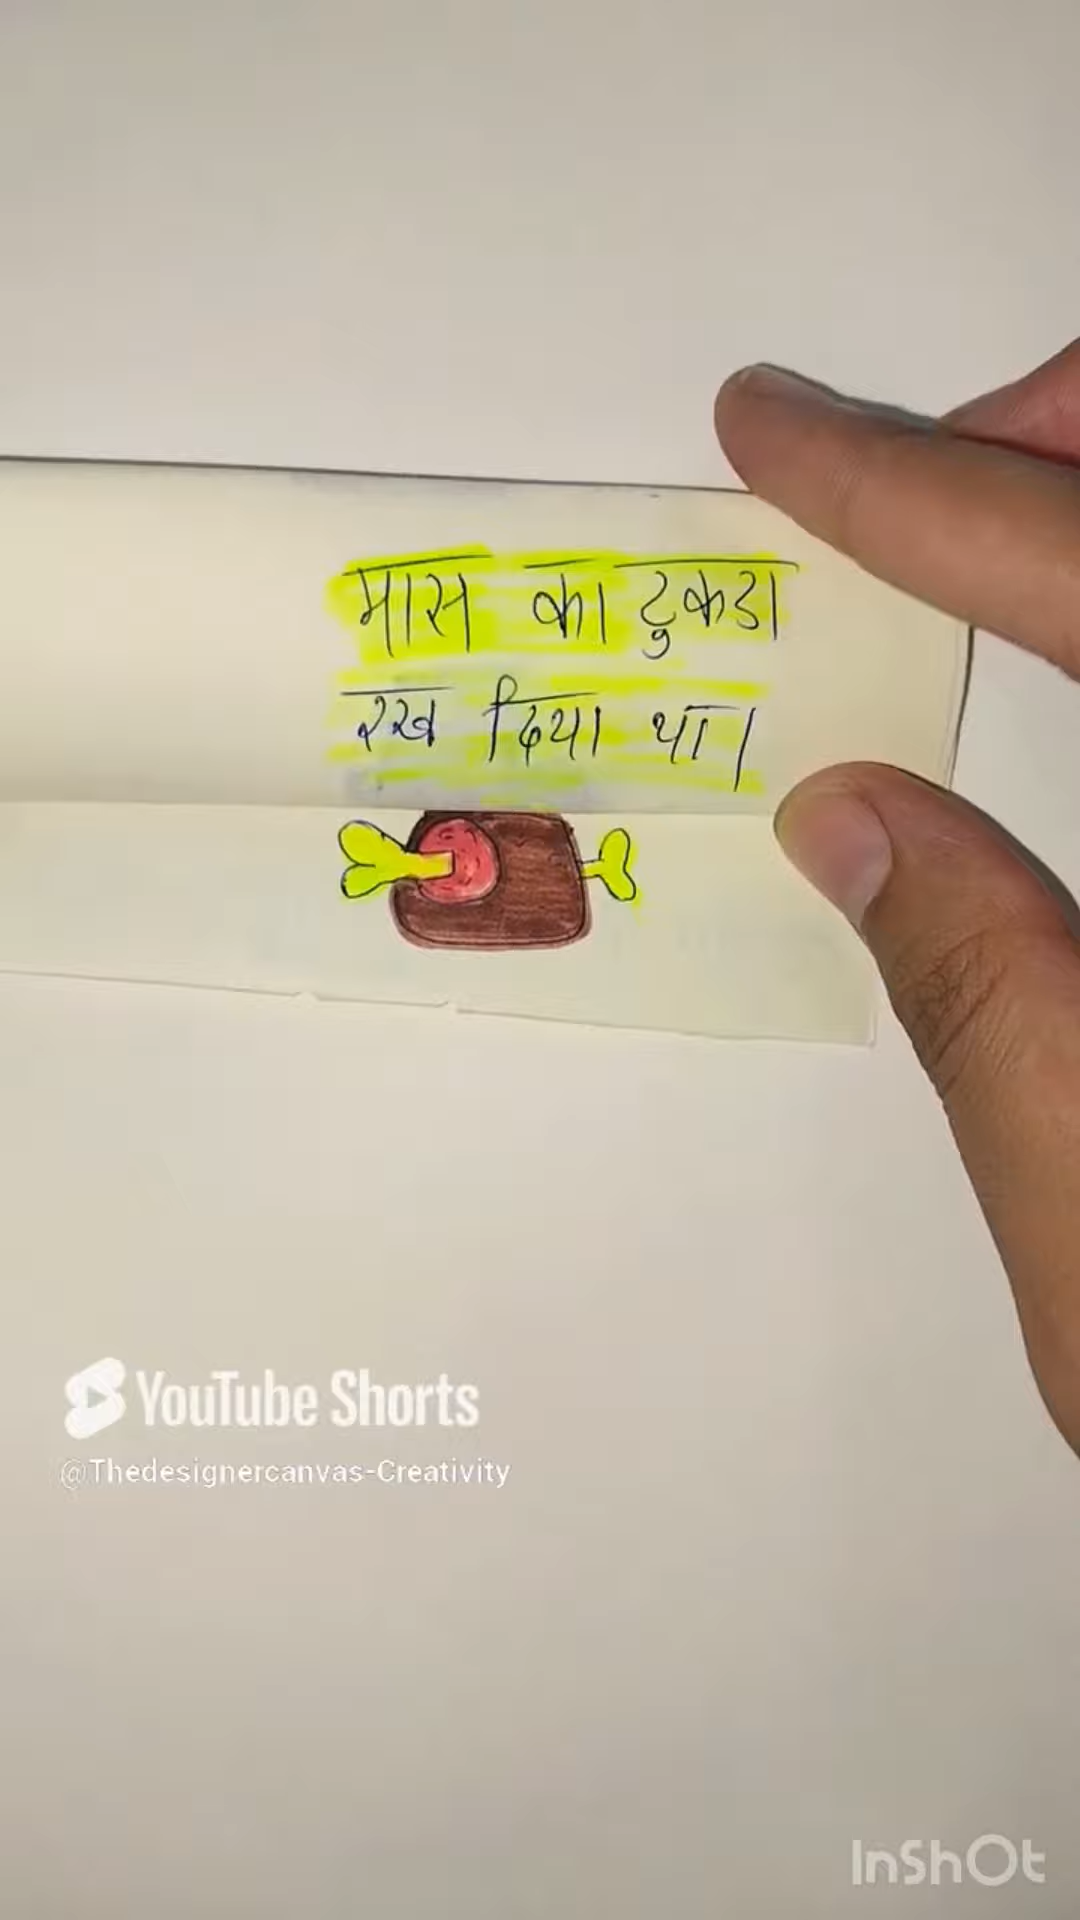 मास का टुकडा
रख दिया था।
YouTube Shorts
@Thedesignercanvas-Creativity
InShOt